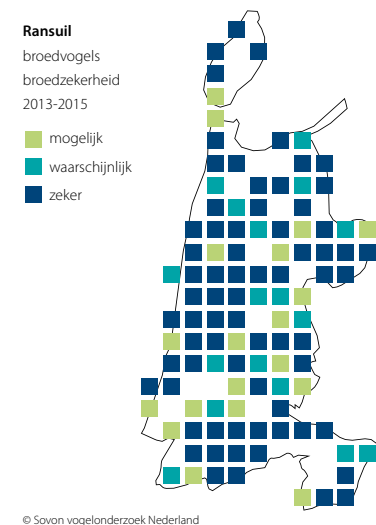 Ransuil
broedvogels
broedzekerheid
2013-2015
mogelijk
waarschijnlijk
zeker
© Sovon vogelonderzoek Nederland